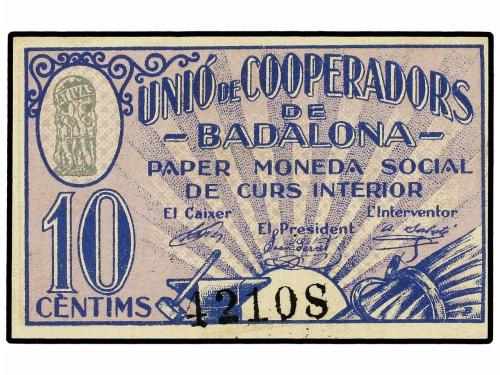 UNIÓ DE COOPERADORS
DE
- BADALONA -
PAPER MONEDA SOCIAL
DE CURS INTERIOR
El Caixer El President L'Interventor
10
CÈNTIMS
42108